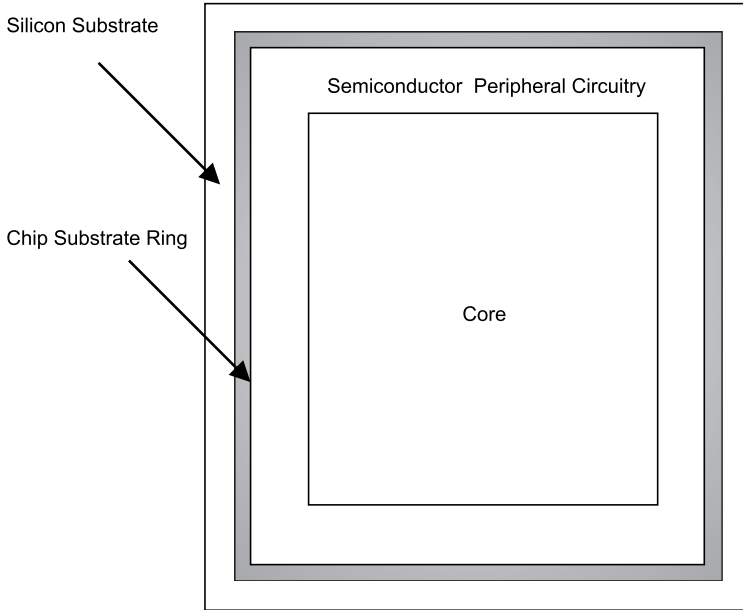 Silicon Substrate
Semiconductor Peripheral Circuitry
Chip Substrate Ring
Core